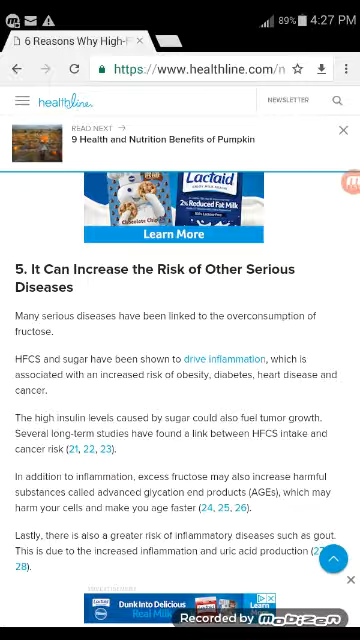 89% 4:27 PM
6 Reasons Why High-F
https://www.healthline.com/n
healthline
NEWSLETTER
READ NEXT
9 Health and Nutrition Benefits of Pumpkin
Chocolate Chip
Lactaid
2% Reduced Fat Milk
Learn More
5. It Can Increase the Risk of Other Serious
Diseases
Many serious diseases have been linked to the overconsumption of
fructose.
HFCS and sugar have been shown to drive inflammation, which is
associated with an increased risk of obesity, diabetes, heart disease and
cancer.
The high insulin levels caused by sugar could also fuel tumor growth.
Several long-term studies have found a link between HFCS intake and
cancer risk (21, 22, 23).
In addition to inflammation, excess fructose may also increase harmful
substances called advanced glycation end products (AGEs), which may
harm your cells and make you age faster (24, 25, 26).
Lastly, there is also a greater risk of inflammatory diseases such as gout.
This is due to the increased inflammation and uric acid production (27,
28).
ADVERTISEMENT
Dunk Into Delicious
Real Milk
Learn
More
Recorded by
MOBIZEN